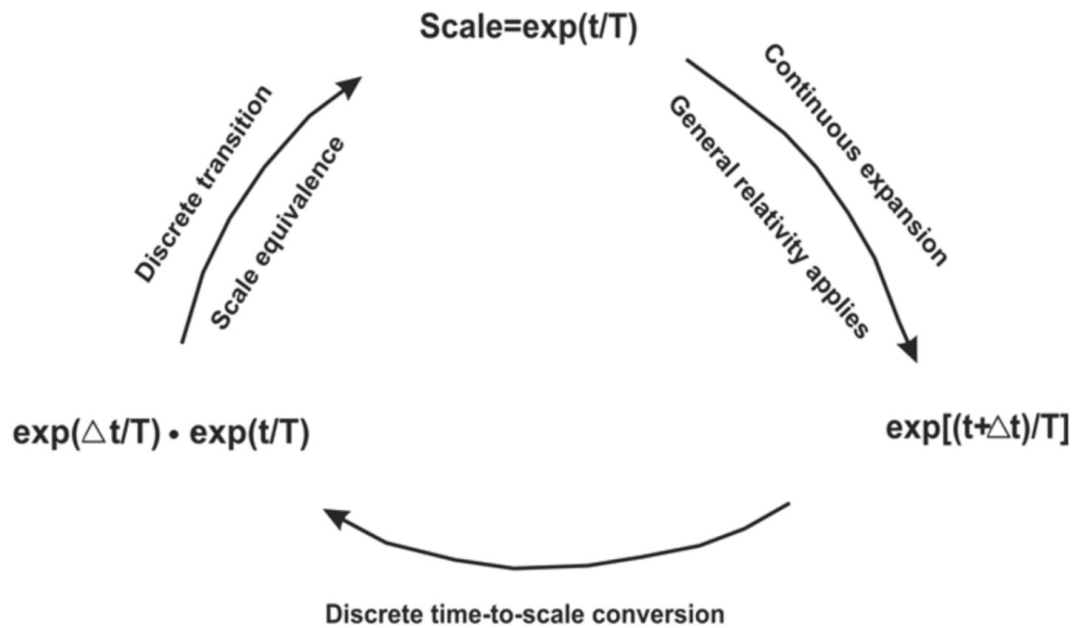 Scale=exp(t/T)
Continuous expansion
General relativity applies
Discrete transition
Scale equivalence
exp(△t/T) • exp(t/T)
exp[(t+△t)/T]
Discrete time-to-scale conversion